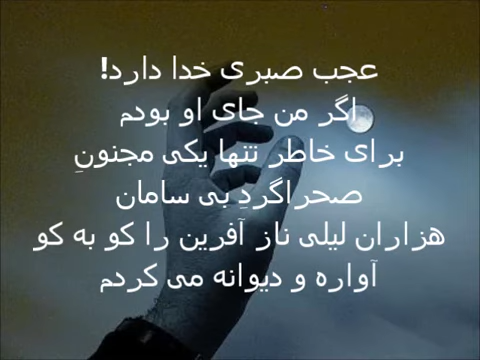 عجب صبری خدا دارد!
اگر من جای او بودم
برای خاطر تنها یکی مجنونِ
صحراگردِ بی سامان
هزاران لیلی ناز آفرین را کو به کو
آواره و دیوانه می کردم